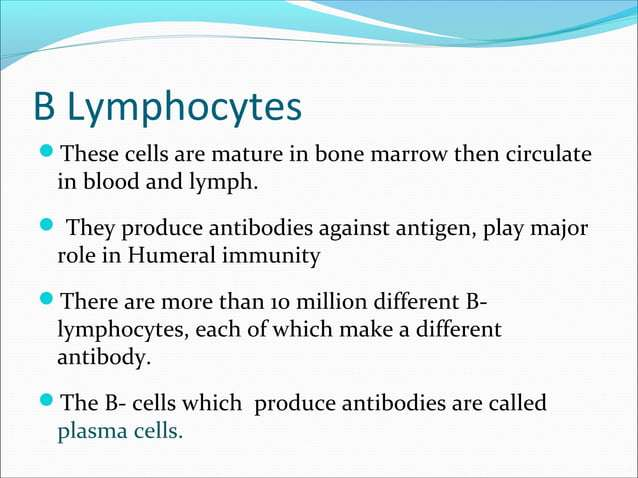 B Lymphocytes
These cells are mature in bone marrow then circulate
in blood and lymph.
They produce antibodies against antigen, play major
role in Humeral immunity
There are more than 10 million different B-
lymphocytes, each of which make a different
antibody.
The B- cells which  produce antibodies are called
plasma cells.